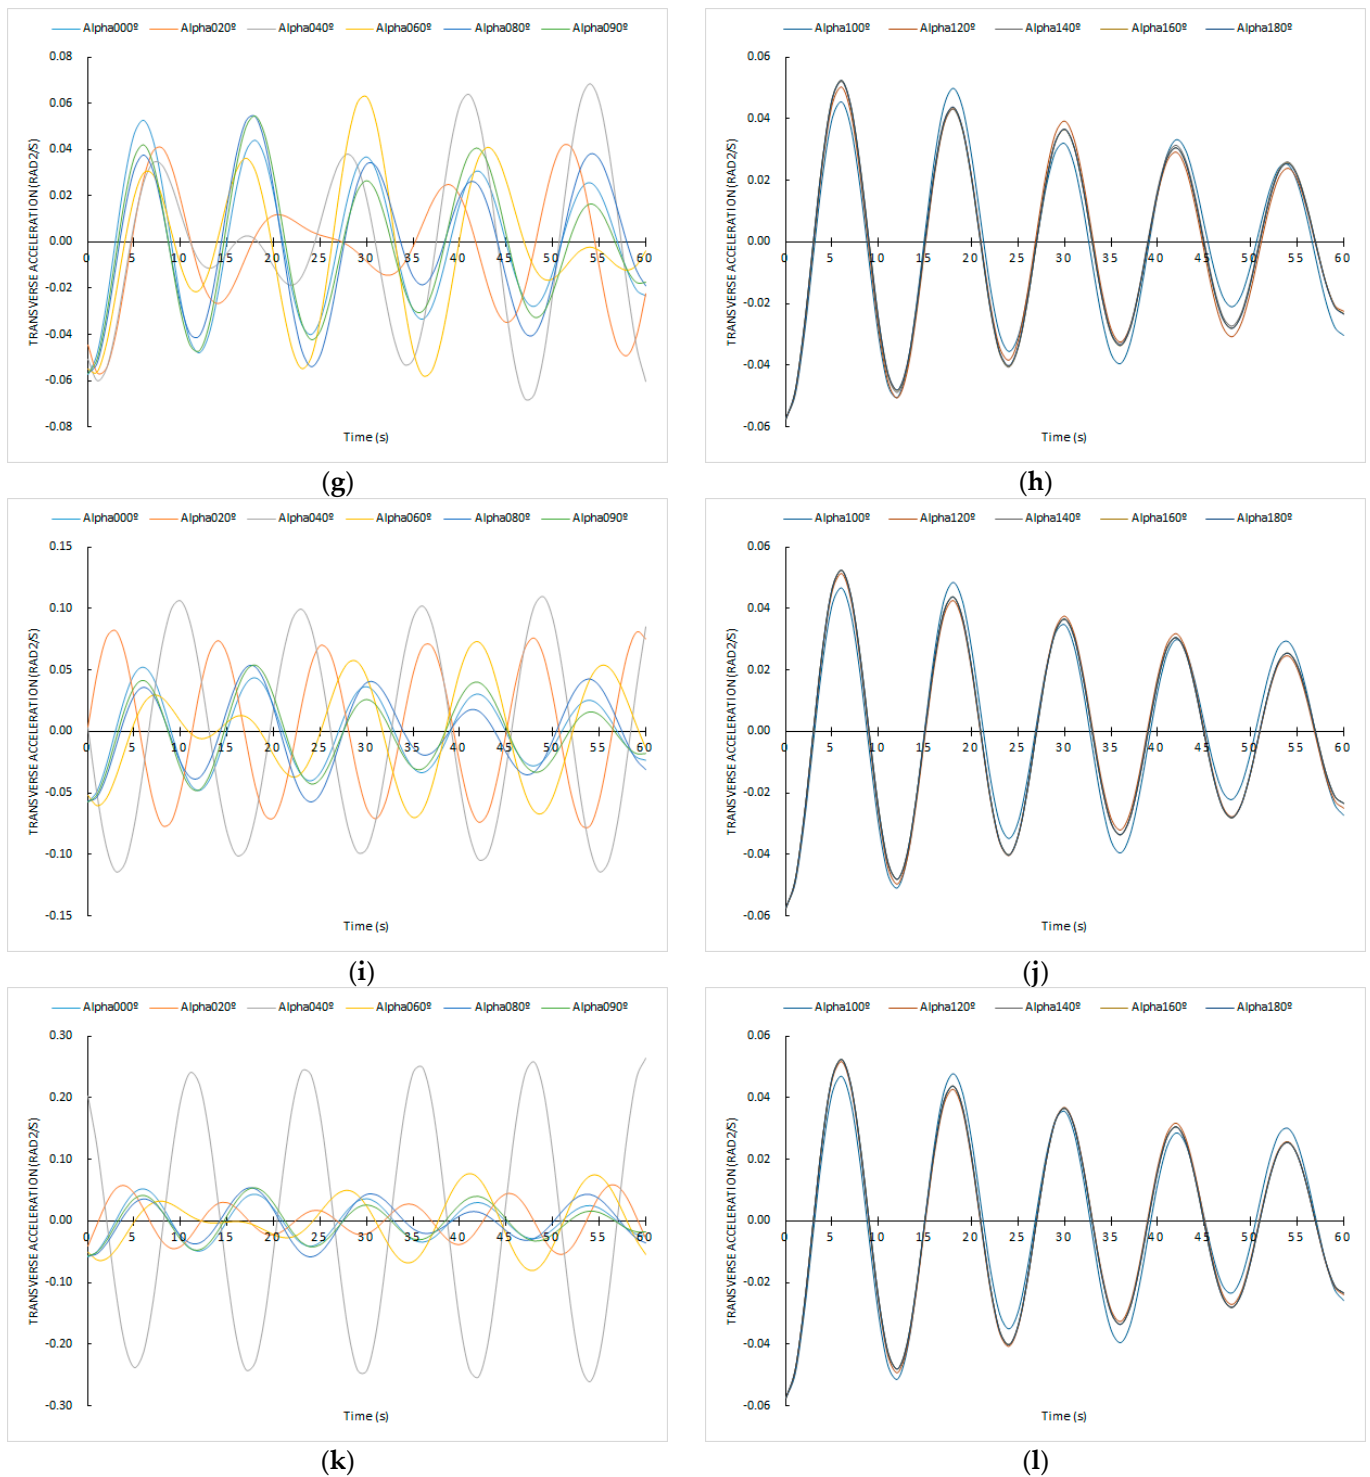 Alpha000º Alpha020º Alpha040º Alpha060º Alpha080º Alpha090º
0.08
0.06
0.04
0.02
0.00
-0.02
-0.04
-0.06
-0.08
0 5 10 15 20 25 30 35 40 45 50 55 60
TRANSVERSE ACCELERATION (RAD2/S)
Time (s)
(g)
Alpha100º Alpha120º Alpha140º Alpha160º Alpha180º
0.06
0.04
0.02
0.00
-0.02
-0.04
-0.06
0 5 10 15 20 25 30 35 40 45 50 55 60
TRANSVERSE ACCELERATION (RAD2/S)
Time (s)
(h)
Alpha000º Alpha020º Alpha040º Alpha060º Alpha080º Alpha090º
0.15
0.10
0.05
0.00
-0.05
-0.10
-0.15
0 5 10 15 20 25 30 35 40 45 50 55 60
TRANSVERSE ACCELERATION (RAD2/S)
Time (s)
(i)
Alpha100º Alpha120º Alpha140º Alpha160º Alpha180º
0.06
0.04
0.02
0.00
-0.02
-0.04
-0.06
0 5 10 15 20 25 30 35 40 45 50 55 60
TRANSVERSE ACCELERATION (RAD2/S)
Time (s)
(j)
Alpha000º Alpha020º Alpha040º Alpha060º Alpha080º Alpha090º
0.30
0.20
0.10
0.00
-0.10
-0.20
-0.30
0 5 10 15 20 25 30 35 40 45 50 55 60
TRANSVERSE ACCELERATION (RAD2/S)
Time (s)
(k)
Alpha100º Alpha120º Alpha140º Alpha160º Alpha180º
0.06
0.04
0.02
0.00
-0.02
-0.04
-0.06
0 5 10 15 20 25 30 35 40 45 50 55 60
TRANSVERSE ACCELERATION (RAD2/S)
Time (s)
(l)